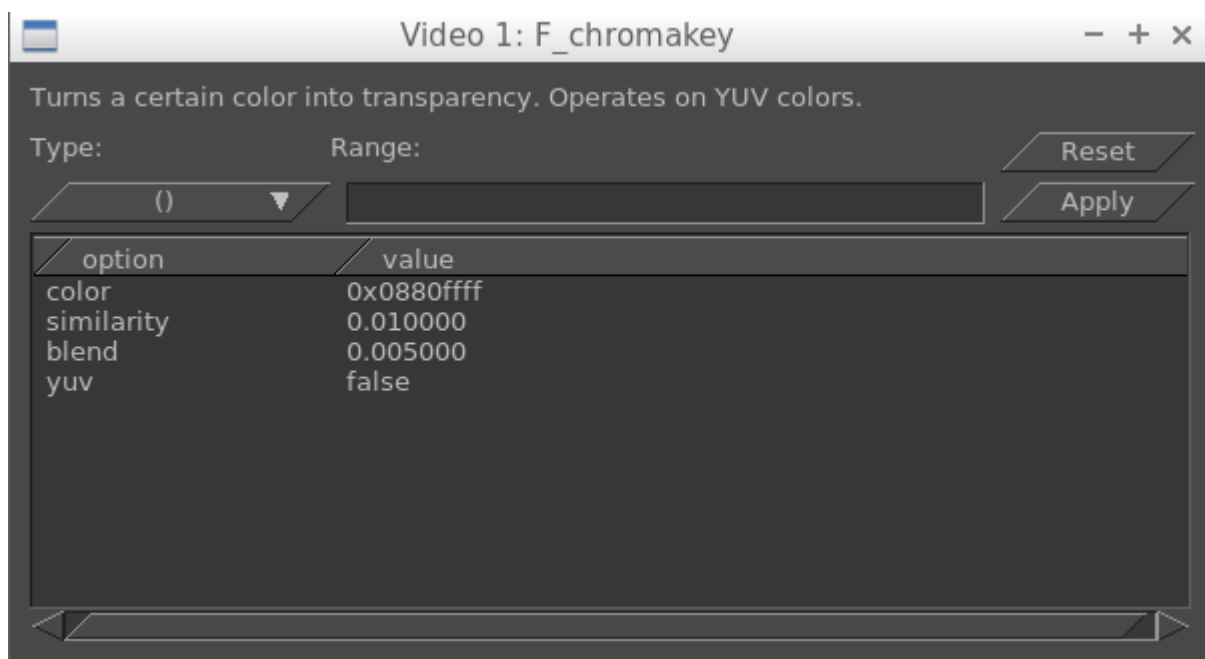 Video 1: F_chromakey
Turns a certain color into transparency. Operates on YUV colors.
Type: Range: Reset
() Apply
option value
color 0x0880ffff
similarity 0.010000
blend 0.005000
yuv false